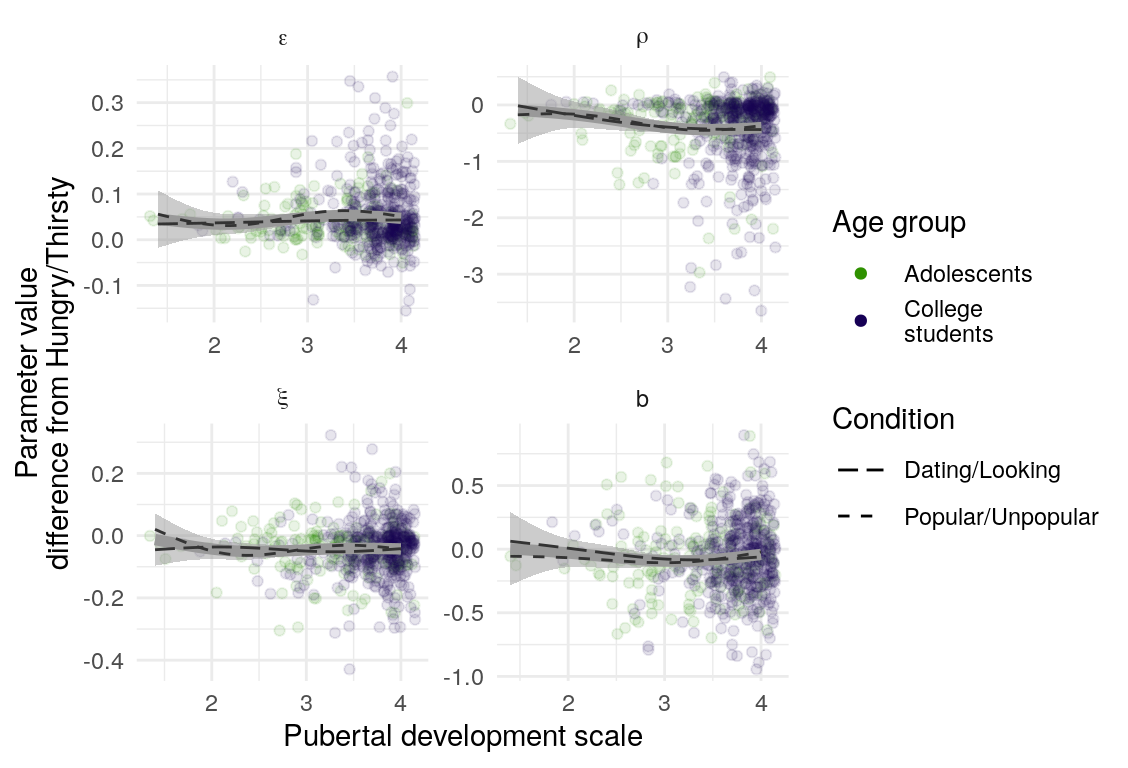 ε
ρ
0.3
0.2
0.1
0.0
-0.1
2
3
4
0
-1
-2
-3
2
3
4
ξ
b
0.2
0.0
-0.2
-0.4
2
3
4
0.5
0.0
-0.5
-1.0
2
3
4
Parameter value
difference from Hungry/Thirsty
Pubertal development scale
Age group
Adolescents
College
students
Condition
Dating/Looking
Popular/Unpopular